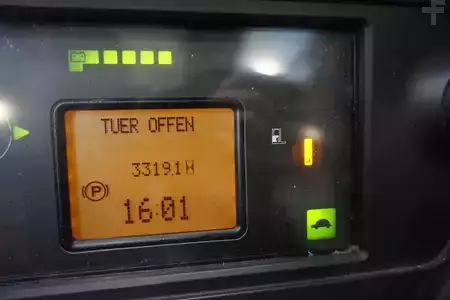 TUER OFFEN
3319.1 H
(P)
16:01